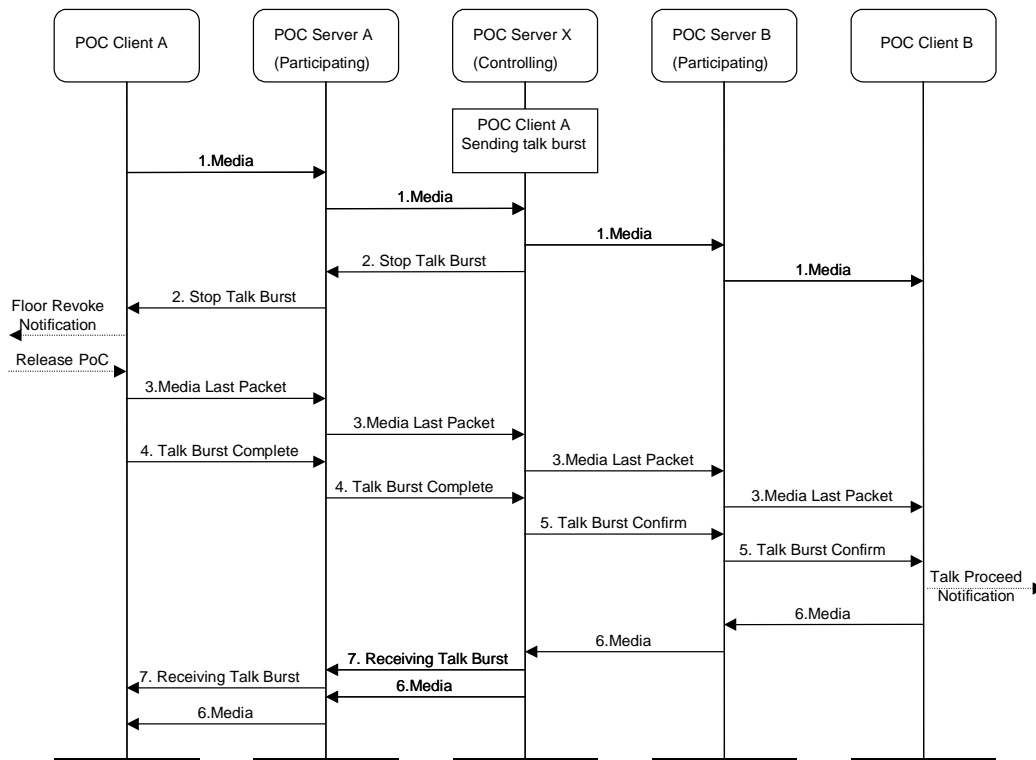 POC Client A
POC Server A
(Participating)
POC Server X
(Controlling)
POC Server B
(Participating)
POC Client B
POC Client A
Sending talk burst
1.Media
1.Media
1.Media
2. Stop Talk Burst
1.Media
2. Stop Talk Burst
Floor Revoke
Notification
Release PoC
3.Media Last Packet
3.Media Last Packet
4. Talk Burst Complete
3.Media Last Packet
4. Talk Burst Complete
3.Media Last Packet
5. Talk Burst Confirm
5. Talk Burst Confirm
Talk Proceed
Notification
6.Media
6.Media
7. Receiving Talk Burst
7. Receiving Talk Burst
6.Media
6.Media